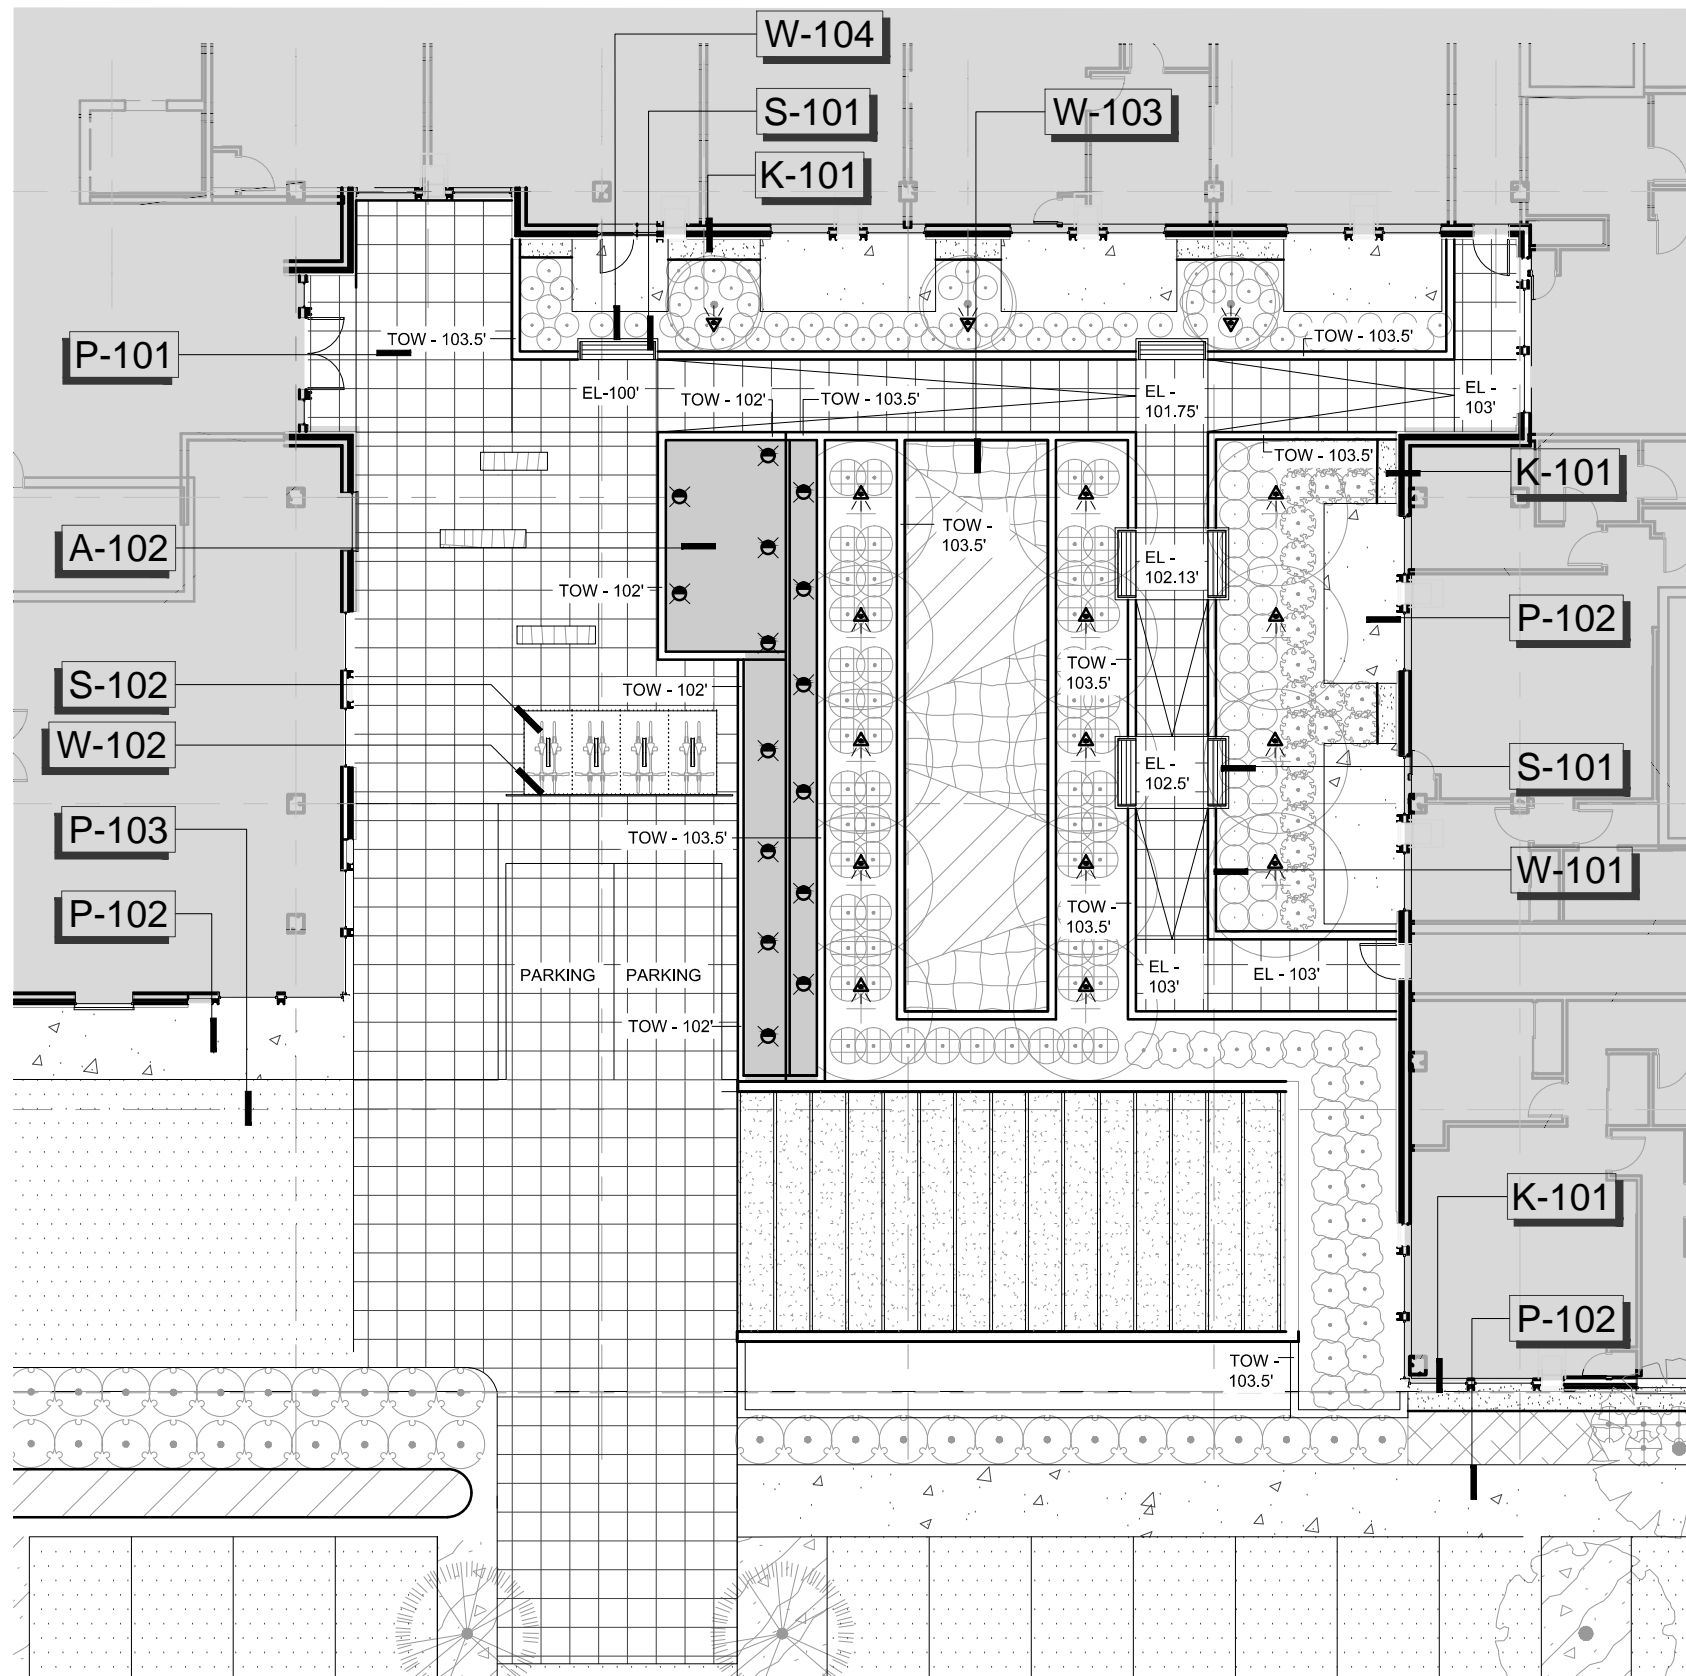 W-104
S-101
W-103
K-101
P-101
TOW - 103.5'
TOW - 103.5'
EL-100'
TOW - 102'
TOW - 103.5'
EL -
101.75'
EL -
103'
TOW - 103.5'
K-101
A-102
TOW -
103.5'
EL -
102.13'
TOW - 102'
P-102
S-102
TOW - 102'
TOW -
103.5'
W-102
EL -
102.5'
S-101
P-103
TOW - 103.5'
W-101
P-102
TOW -
103.5'
PARKING
PARKING
EL -
103'
EL - 103'
TOW - 102'
K-101
P-102
TOW -
103.5'